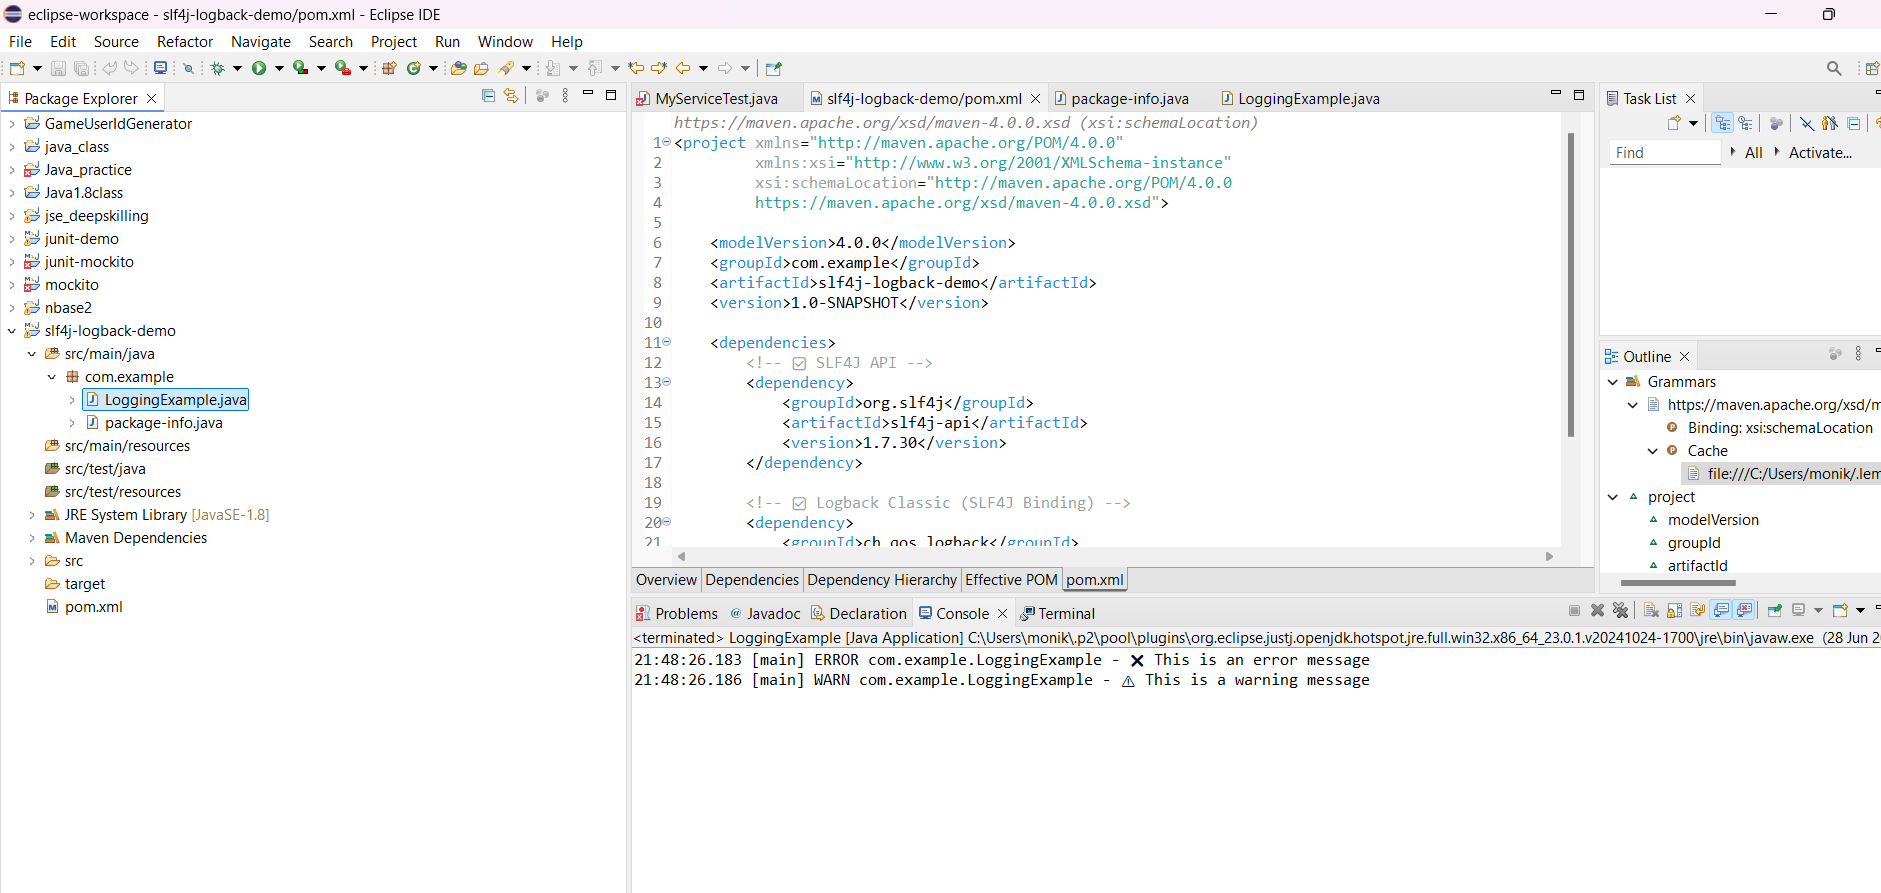 eclipse-workspace - slf4j-logback-demo/pom.xml - Eclipse IDE
File Edit Source Refactor Navigate Search Project Run Window Help
Package Explorer
GameUserIdGenerator
java_class
Java_practice
Java1.8class
jse_deepskilling
junit-demo
junit-mockito
mockito
nbase2
slf4j-logback-demo
src/main/java
com.example
LoggingExample.java
package-info.java
src/main/resources
src/test/java
src/test/resources
JRE System Library [JavaSE-1.8]
Maven Dependencies
src
target
pom.xml
MyServiceTest.java slf4j-logback-demo/pom.xml package-info.java LoggingExample.java
https://maven.apache.org/xsd/maven-4.0.0.xsd (xsi:schemaLocation)
1 <project xmlns="http://maven.apache.org/POM/4.0.0"
2 xmlns:xsi="http://www.w3.org/2001/XMLSchema-instance"
3 xsi:schemaLocation="http://maven.apache.org/POM/4.0.0
4 https://maven.apache.org/xsd/maven-4.0.0.xsd">
5
6 <modelVersion>4.0.0</modelVersion>
7 <groupId>com.example</groupId>
8 <artifactId>slf4j-logback-demo</artifactId>
9 <version>1.0-SNAPSHOT</version>
10
11 <dependencies>
12 <!-- ☑ SLF4J API -->
13 <dependency>
14 <groupId>org.slf4j</groupId>
15 <artifactId>slf4j-api</artifactId>
16 <version>1.7.30</version>
17 </dependency>
18
19 <!-- ☑ Logback Classic (SLF4J Binding) -->
20 <dependency>
21 <groupId>ch.qos.logback</groupId>
Overview Dependencies Dependency Hierarchy Effective POM pom.xml
Problems Javadoc Declaration Console Terminal
<terminated> LoggingExample [Java Application] C:\Users\monik\.p2\pool\plugins\org.eclipse.justj.openjdk.hotspot.jre.full.win32.x86_64_23.0.1.v20241024-1700\jre\bin\javaw.exe (28 Jun 20
21:48:26.183 [main] ERROR com.example.LoggingExample - ❌ This is an error message
21:48:26.186 [main] WARN com.example.LoggingExample - ⚠ This is a warning message
Task List
Find All Activate...
Outline
Grammars
https://maven.apache.org/xsd/m
Binding: xsi:schemaLocation
Cache
file:///C:/Users/monik/.lem
project
modelVersion
groupId
artifactId